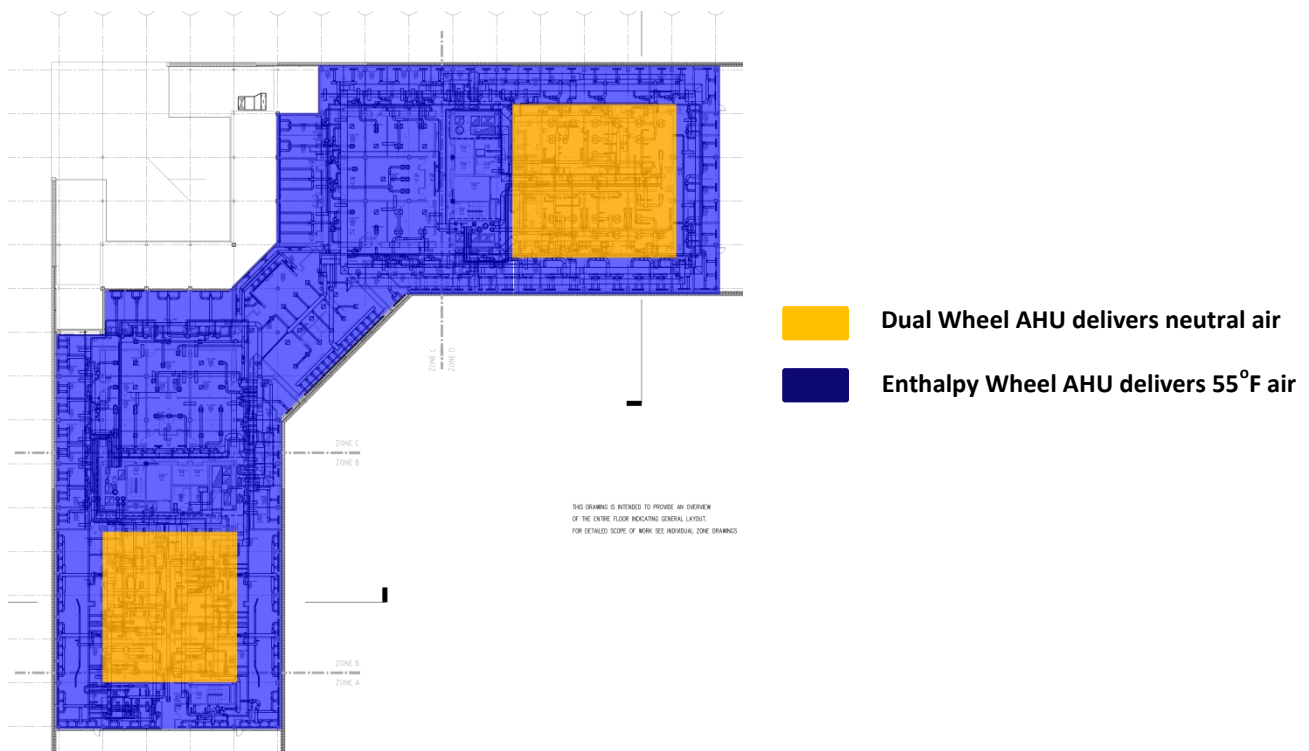 ZONE C
ZONE D
Dual Wheel AHU delivers neutral air
Enthalpy Wheel AHU delivers 55°F air
ZONE C
ZONE B
THIS DRAWING IS INTENDED TO PROVIDE AN OVERVIEW
OF THE ENTIRE FLOOR INDICATING GENERAL LAYOUT.
FOR DETAILED SCOPE OF WORK SEE INDIVIDUAL ZONE DRAWINGS
ZONE B
ZONE A